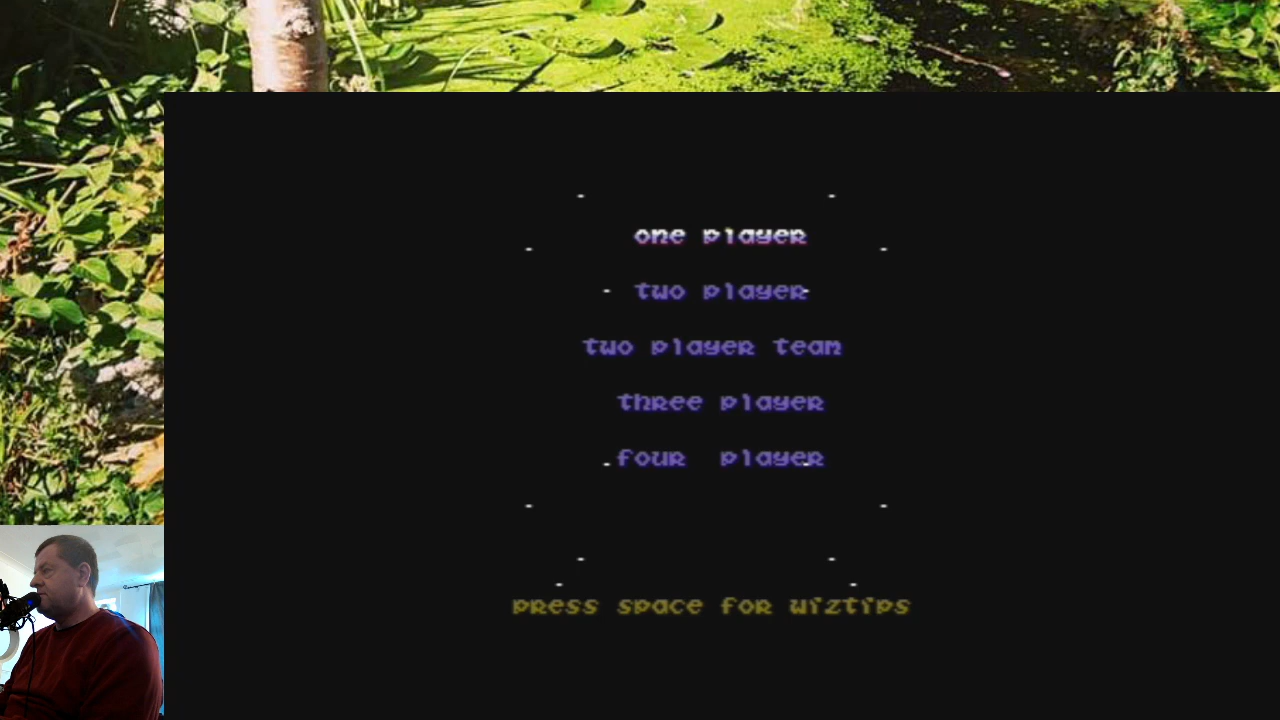 one player
two player
two player team
three player
four player
press space for wiztips